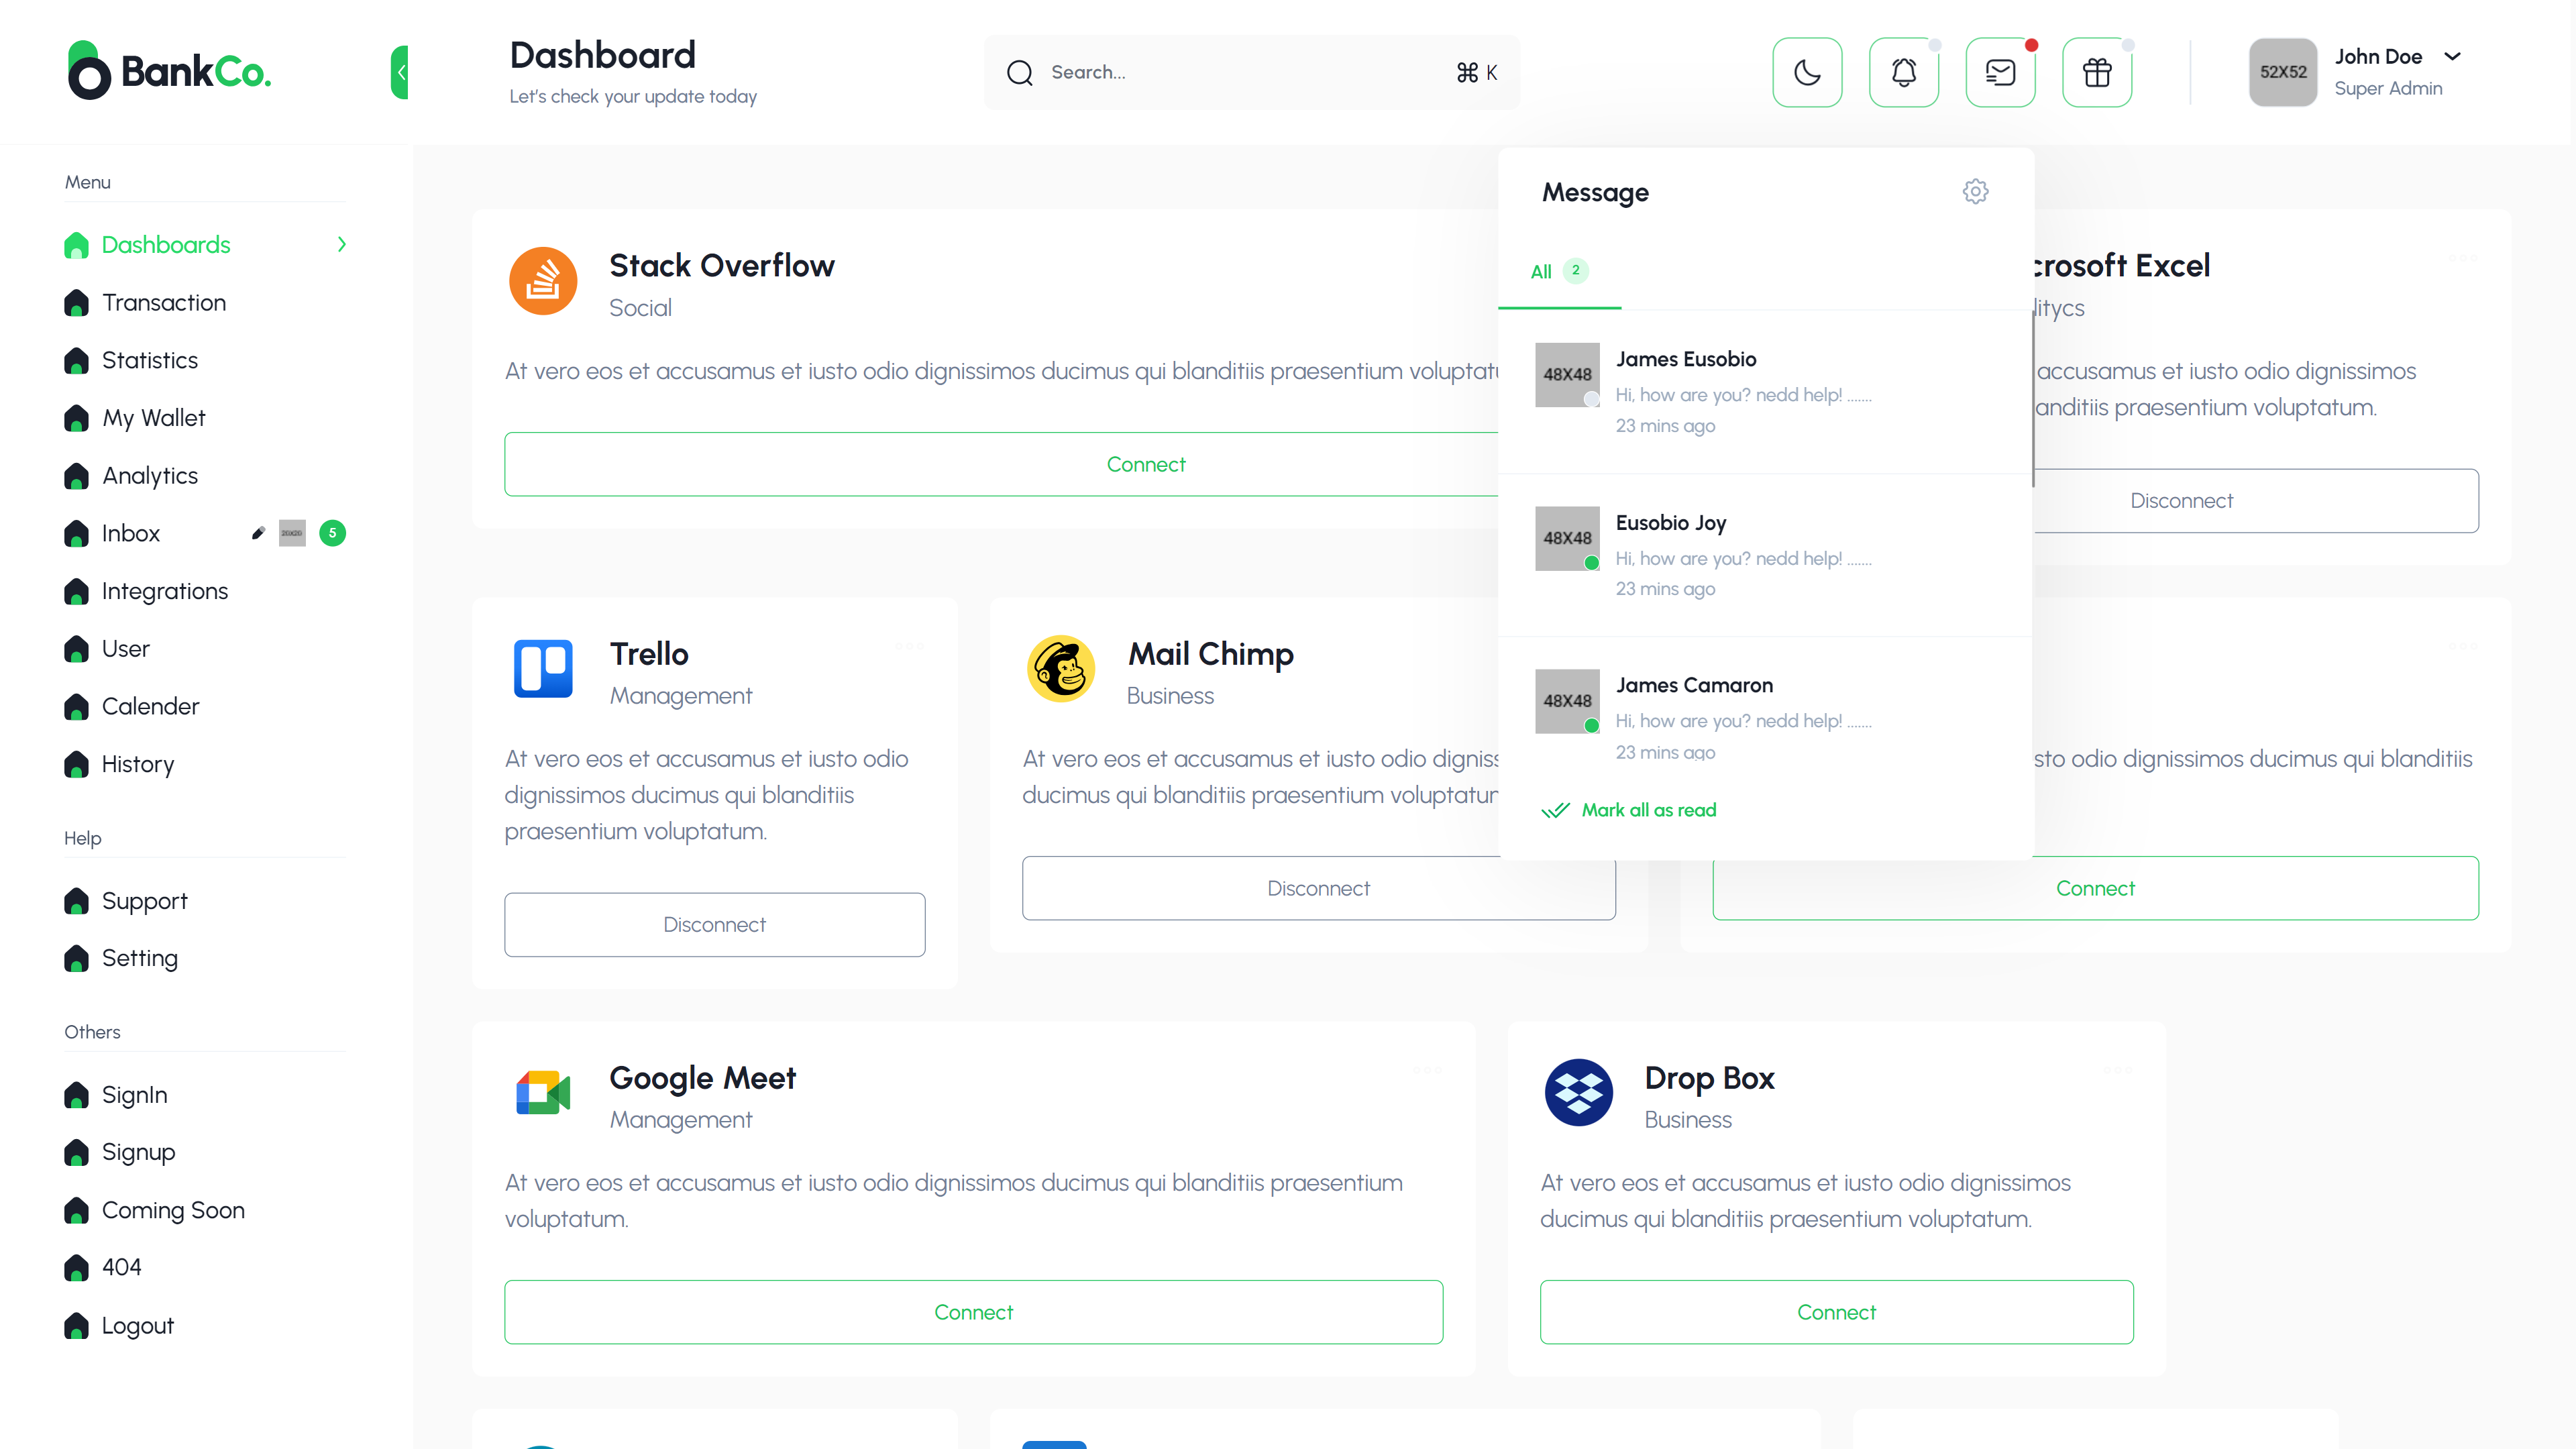 BankCo.
Dashboard
Let's check your update today
Search...
⌘ K
52X52
John Doe
Super Admin
Menu
Dashboards
Transaction
Statistics
My Wallet
Analytics
Inbox
5
Integrations
User
Calender
History
Help
Support
Setting
Others
SignIn
Signup
Coming Soon
404
Logout
Stack Overflow
Social
At vero eos et accusamus et iusto odio dignissimos ducimus qui blanditiis praesentium
Connect
Message
All 2
48X48
James Eusobio
Hi, how are you? nedd help! .......
23 mins ago
48X48
Eusobio Joy
Hi, how are you? nedd help! .......
23 mins ago
48X48
James Camaron
Hi, how are you? nedd help! .......
23 mins ago
Mark all as read
crosoft Excel
litycs
accusamus et iusto odio dignissimos
anditiis praesentium voluptatum.
Disconnect
Trello
Management
At vero eos et accusamus et iusto odio
dignissimos ducimus qui blanditiis
praesentium voluptatum.
Disconnect
Mail Chimp
Business
At vero eos et accusamus et iusto odio digniss
ducimus qui blanditiis praesentium voluptatu
Disconnect
sto odio dignissimos ducimus qui blanditiis
Connect
Google Meet
Management
At vero eos et accusamus et iusto odio dignissimos ducimus qui blanditiis praesentium
voluptatum.
Connect
Drop Box
Business
At vero eos et accusamus et iusto odio dignissimos
ducimus qui blanditiis praesentium voluptatum.
Connect